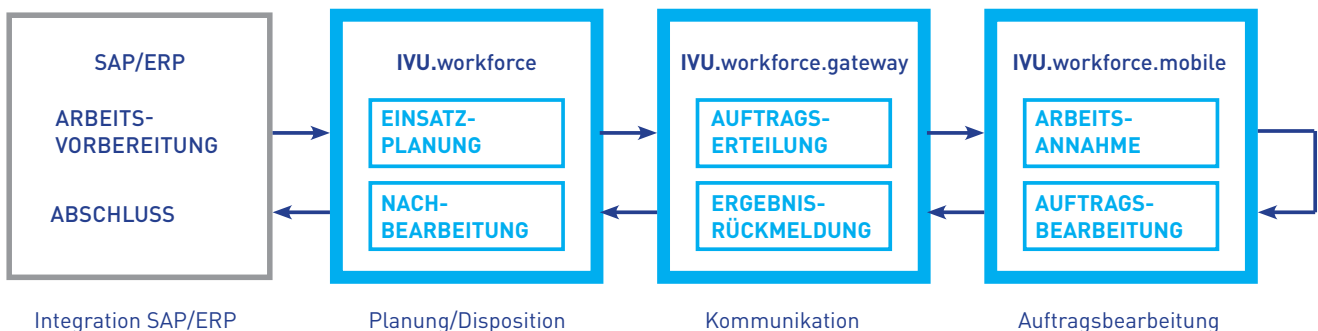 SAP/ERP
ARBEITS-
VORBEREITUNG
ABSCHLUSS
Integration SAP/ERP
IVU.workforce
EINSATZ-
PLANUNG
NACH-
BEARBEITUNG
Planung/Disposition
IVU.workforce.gateway
AUFTRAGS-
ERTEILUNG
ERGEBNIS-
RÜCKMELDUNG
Kommunikation
IVU.workforce.mobile
ARBEITS-
ANNAHME
AUFTRAGS-
BEARBEITUNG
Auftragsbearbeitung